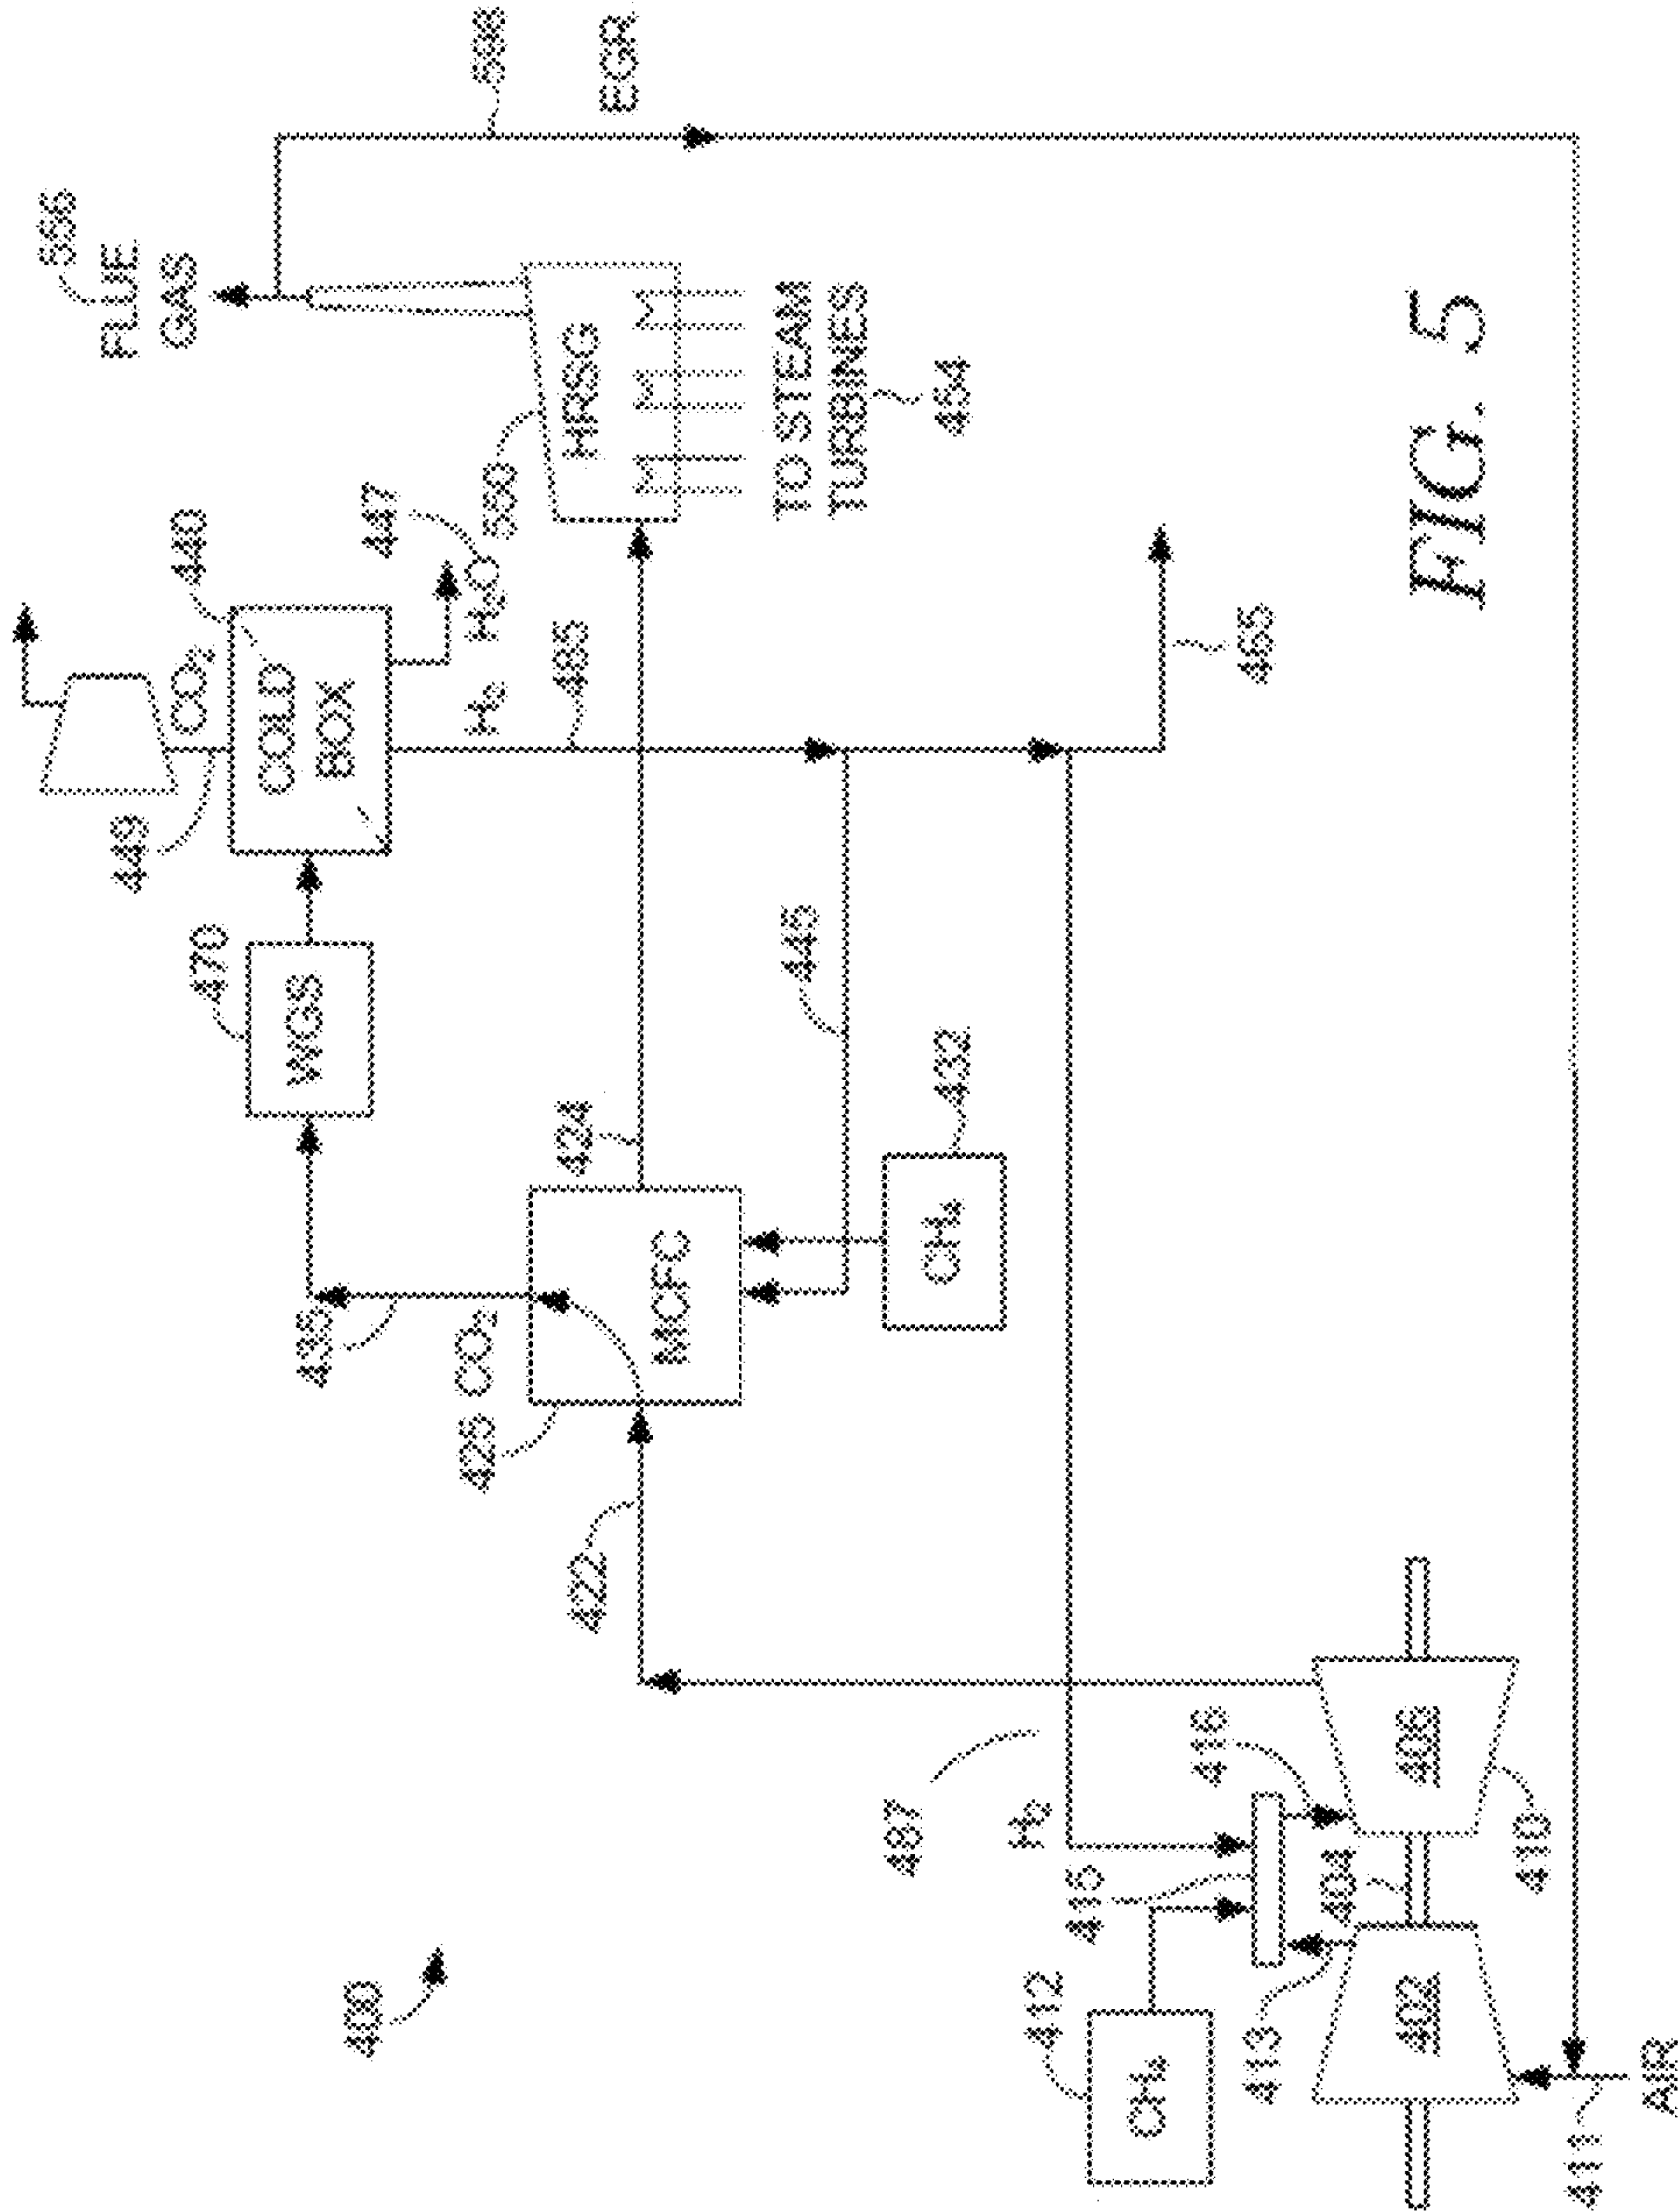 556
FLUE
GAS
449
CO₂
440
470
WGS
COLD
BOX
400
435
447
425
CO₂
H₂
H₂O
598
550
422
424
485
HRSG
EGR
MCFC
TO STEAM
TURBINES
445
487
CH₄
432
454
412
H₂
415
CH₄
416
413
404
455
402
406
410
411
AIR
FIG. 5